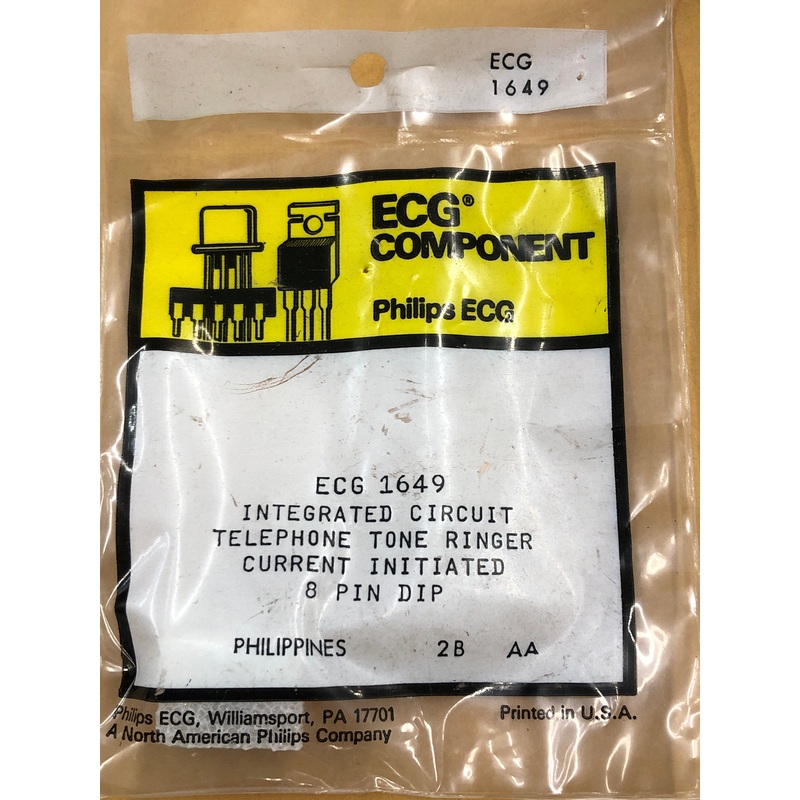 ECG
1649
ECG®
COMPONENT
Philips ECG
ECG 1649
INTEGRATED CIRCUIT
TELEPHONE TONE RINGER
CURRENT INITIATED
8 PIN DIP
PHILIPPINES 2B AA
Philips ECG, Williamsport, PA 17701 Printed in U.S.A.
A North American Philips Company